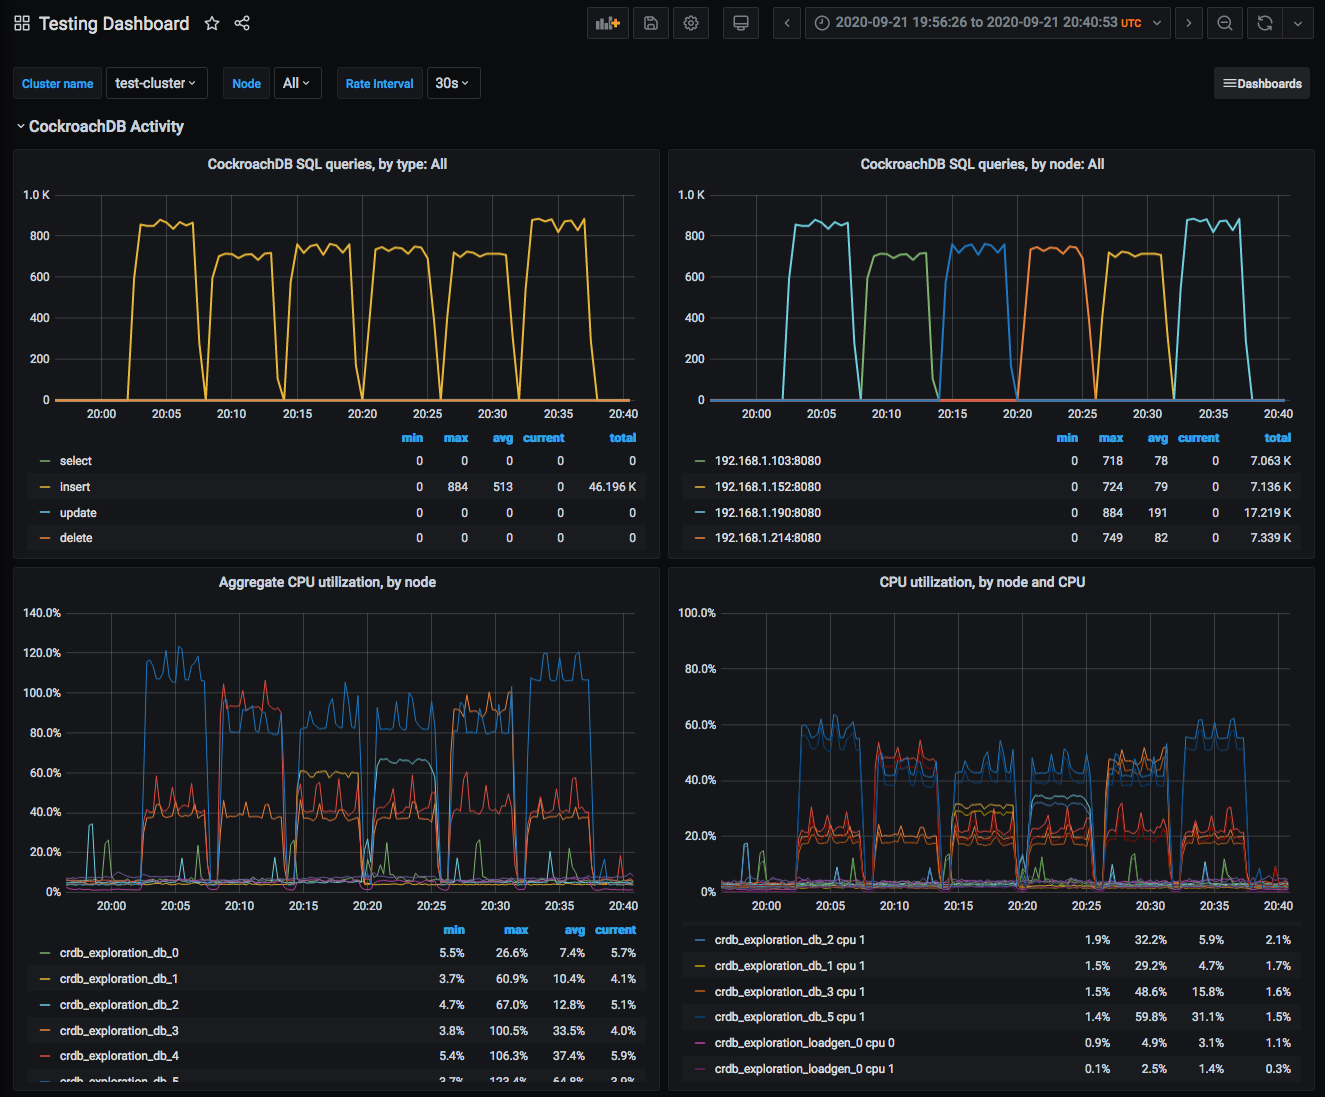 Testing Dashboard
2020-09-21 19:56:26 to 2020-09-21 20:40:53 UTC
Cluster name test-cluster Node All Rate Interval 30s Dashboards
CockroachDB Activity
CockroachDB SQL queries, by type: All
1.0 K
800
600
400
200
0
20:00 20:05 20:10 20:15 20:20 20:25 20:30 20:35 20:40
min max avg current total
select 0 0 0 0 0
insert 0 884 513 0 46.196 K
update 0 0 0 0 0
delete 0 0 0 0 0
CockroachDB SQL queries, by node: All
1.0 K
800
600
400
200
0
20:00 20:05 20:10 20:15 20:20 20:25 20:30 20:35 20:40
min max avg current total
192.168.1.103:8080 0 718 78 0 7.063 K
192.168.1.152:8080 0 724 79 0 7.136 K
192.168.1.190:8080 0 884 191 0 17.219 K
192.168.1.214:8080 0 749 82 0 7.339 K
Aggregate CPU utilization, by node
140.0%
120.0%
100.0%
80.0%
60.0%
40.0%
20.0%
0%
20:00 20:05 20:10 20:15 20:20 20:25 20:30 20:35 20:40
min max avg current
crdb_exploration_db_0 5.5% 26.6% 7.4% 5.7%
crdb_exploration_db_1 3.7% 60.9% 10.4% 4.1%
crdb_exploration_db_2 4.7% 67.0% 12.8% 5.1%
crdb_exploration_db_3 3.8% 100.5% 33.5% 4.0%
crdb_exploration_db_4 5.4% 106.3% 37.4% 5.9%
crdb_exploration_db_5 3.7% 123.4% 64.8% 3.9%
CPU utilization, by node and CPU
100.0%
80.0%
60.0%
40.0%
20.0%
0%
20:00 20:05 20:10 20:15 20:20 20:25 20:30 20:35 20:40
crdb_exploration_db_2 cpu 1 1.9% 32.2% 5.9% 2.1%
crdb_exploration_db_1 cpu 1 1.5% 29.2% 4.7% 1.7%
crdb_exploration_db_3 cpu 1 1.5% 48.6% 15.8% 1.6%
crdb_exploration_db_5 cpu 1 1.4% 59.8% 31.1% 1.5%
crdb_exploration_loadgen_0 cpu 0 0.9% 4.9% 3.1% 1.1%
crdb_exploration_loadgen_0 cpu 1 0.1% 2.5% 1.4% 0.3%